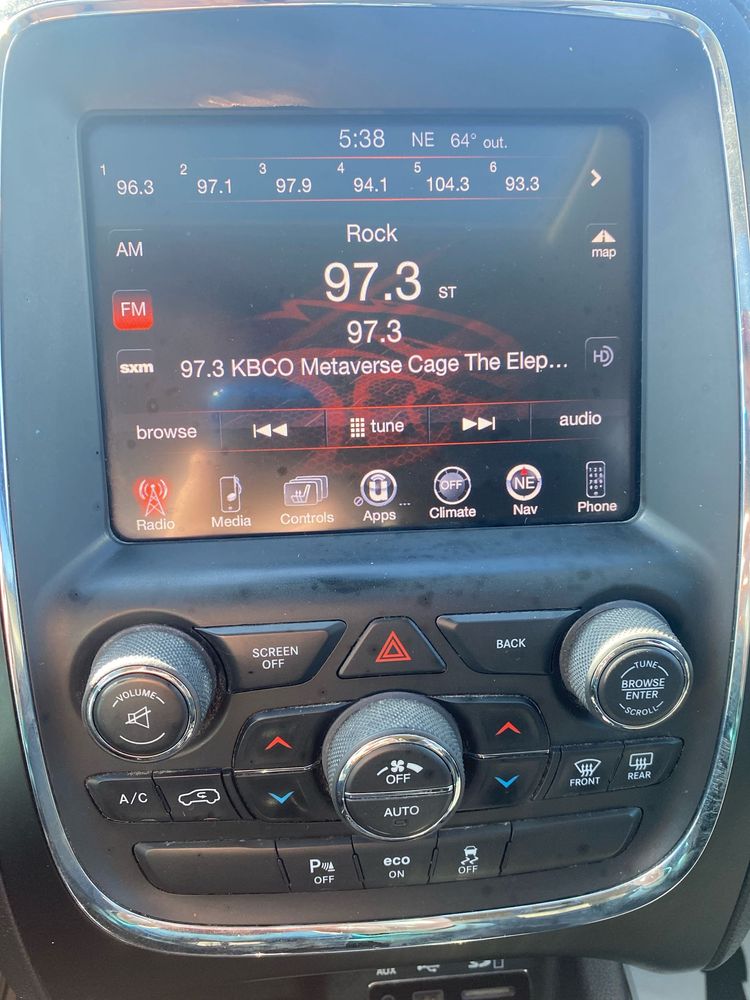 5:38 NE 64° out.
1 96.3 2 97.1 3 97.9 4 94.1 5 104.3 6 93.3
Rock
AM
map
97.3 ST
FM
97.3
sxm
97.3 KBCO Metaverse Cage The Elep...
HD
browse tune audio
OFF NE
Radio Media Controls Apps ... Climate Nav Phone
SCREEN
OFF
BACK
VOLUME
TUNE
BROWSE
ENTER
SCROLL
OFF
AUTO
A/C
FRONT
REAR
P
OFF
eco
ON
OFF
AUX